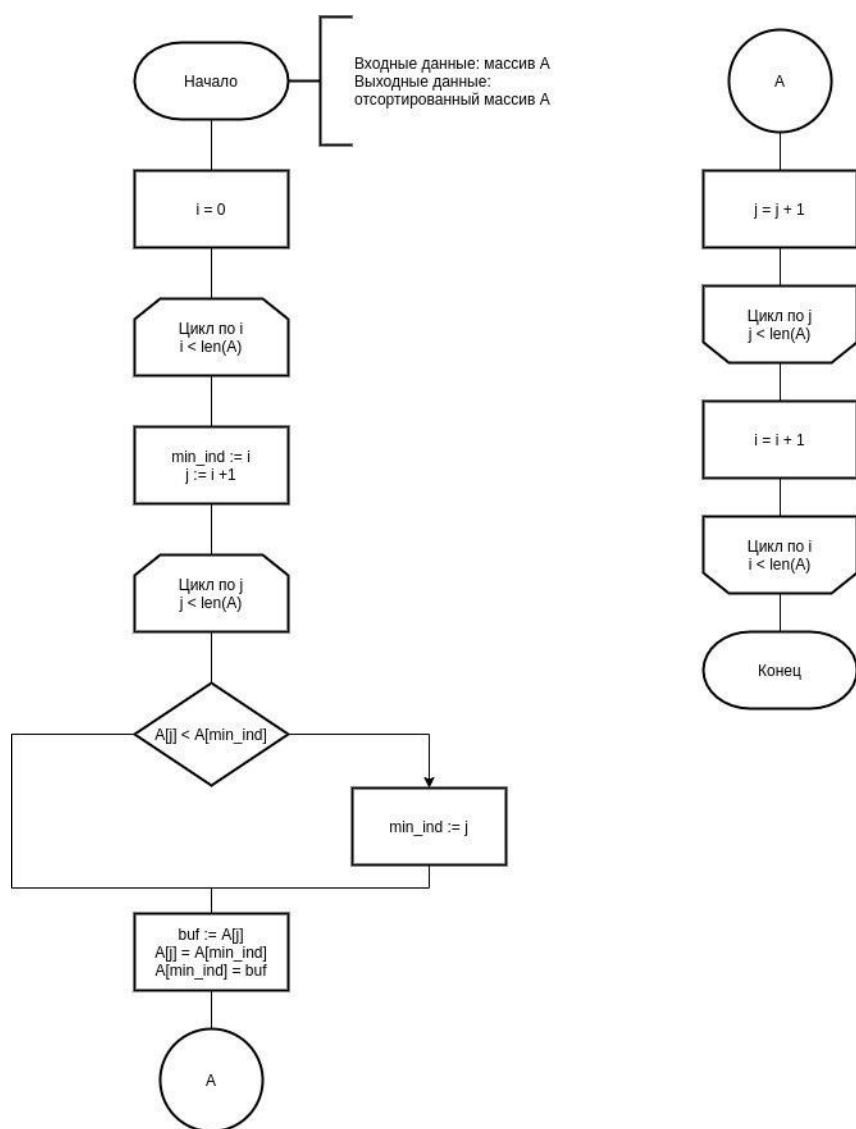 Начало
Входные данные: массив A
Выходные данные:
отсортированный массив A
i = 0
Цикл по i
i < len(A)
min_ind := i
j := i +1
Цикл по j
j < len(A)
A[j] < A[min_ind]
min_ind := j
buf := A[j]
A[j] = A[min_ind]
A[min_ind] = buf
A
A
j = j + 1
Цикл по j
j < len(A)
i = i + 1
Цикл по i
i < len(A)
Конец